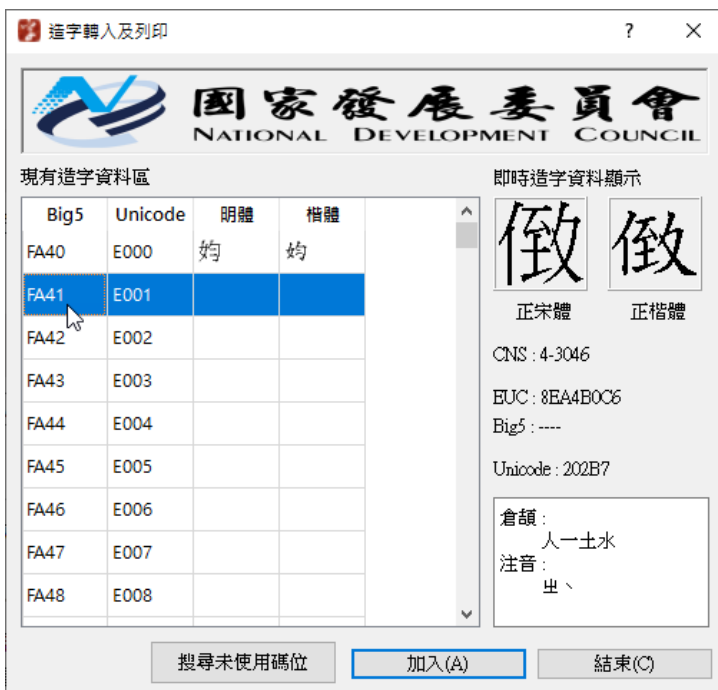 造字轉入及列印
?
國家發展委員會
NATIONAL DEVELOPMENT COUNCIL
現有造字資料區
Big5 Unicode 明體 楷體
FA40 E000 妁 妁
FA41 E001
FA42 E002
FA43 E003
FA44 E004
FA45 E005
FA46 E006
FA47 E007
FA48 E008
搜尋未使用碼位
加入(A)
結束(C)
即時造字資料顯示
𠊷 𠊷
正宋體 正楷體
CNS : 4-3046
EUC : 8EA4B0C6
Big5 : ----
Unicode : 202B7
倉頡 :
人一土水
注音 :
ㄓˋ